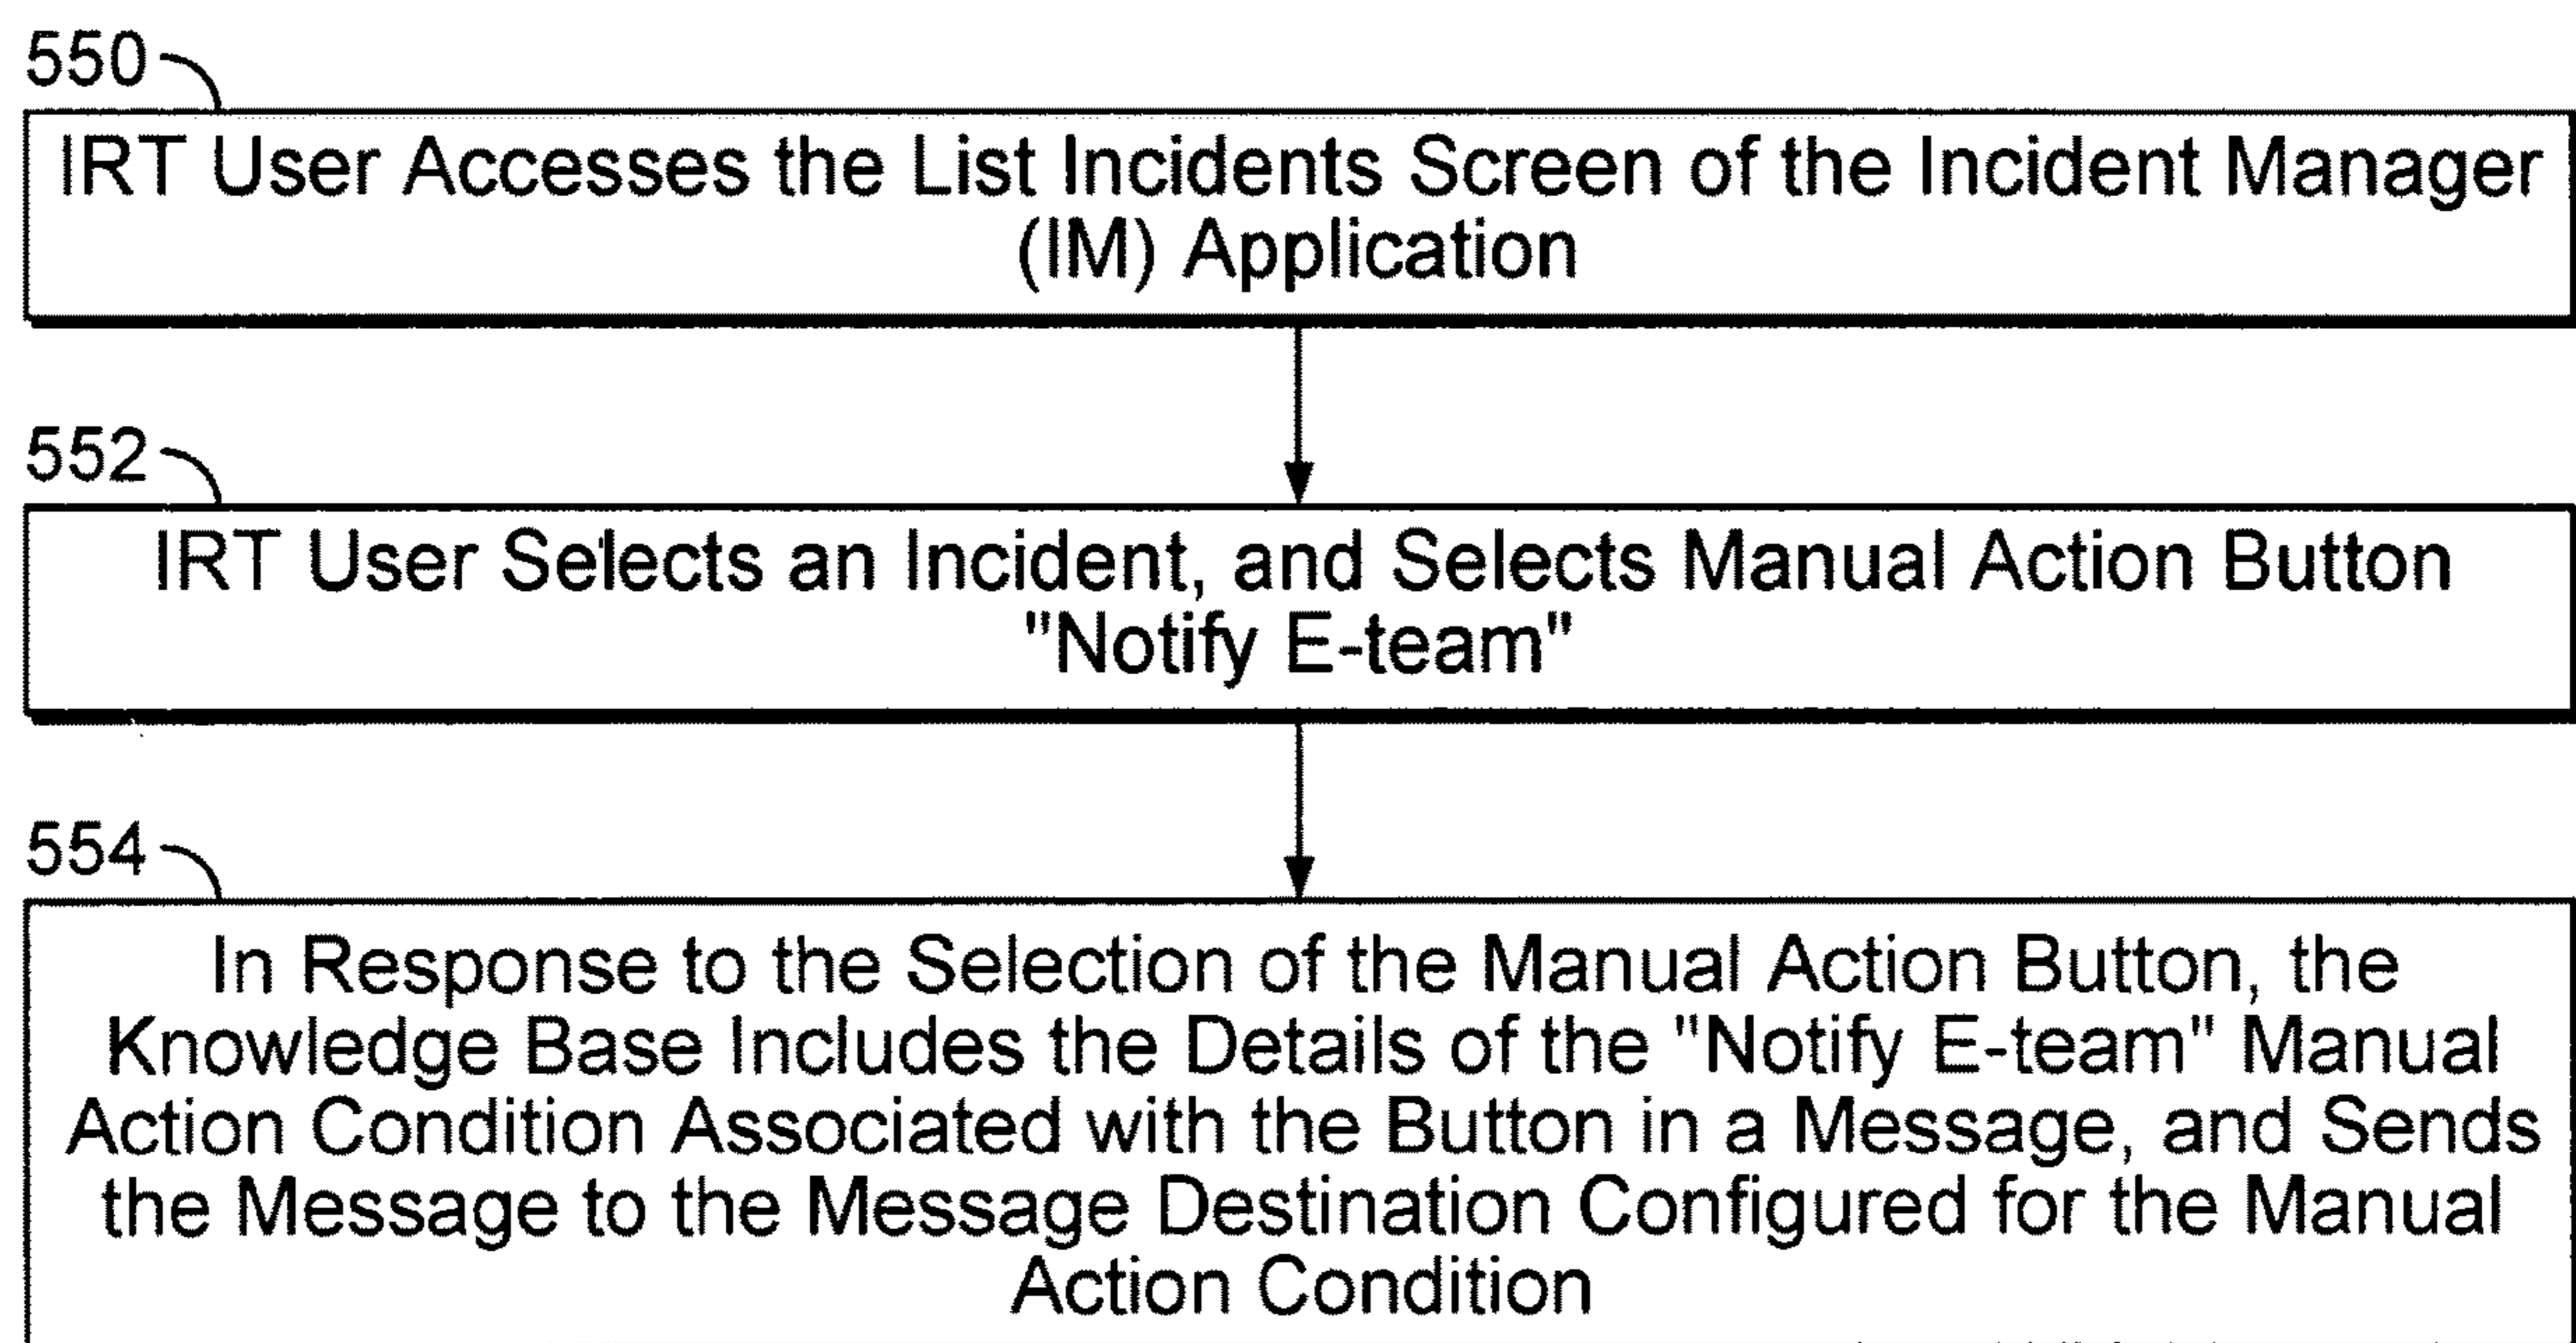 550
IRT User Accesses the List Incidents Screen of the Incident Manager
(IM) Application
552
IRT User Selects an Incident, and Selects Manual Action Button
"Notify E-team"
554
In Response to the Selection of the Manual Action Button, the
Knowledge Base Includes the Details of the "Notify E-team" Manual
Action Condition Associated with the Button in a Message, and Sends
the Message to the Message Destination Configured for the Manual
Action Condition